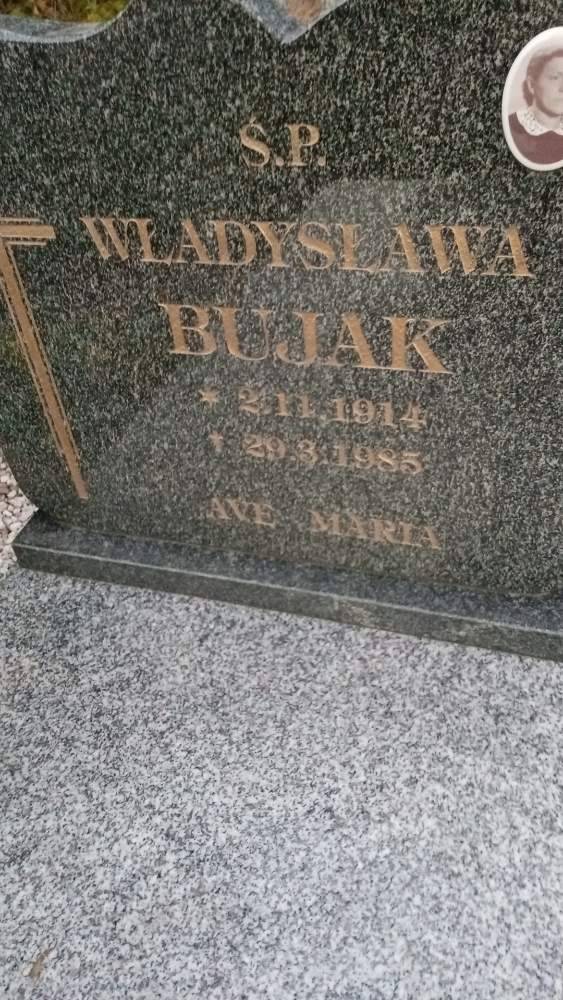 Ś.P.
WŁADYSŁAWA
BUJAK
* 2.11.1914
† 29.3.1985
AVE MARIA